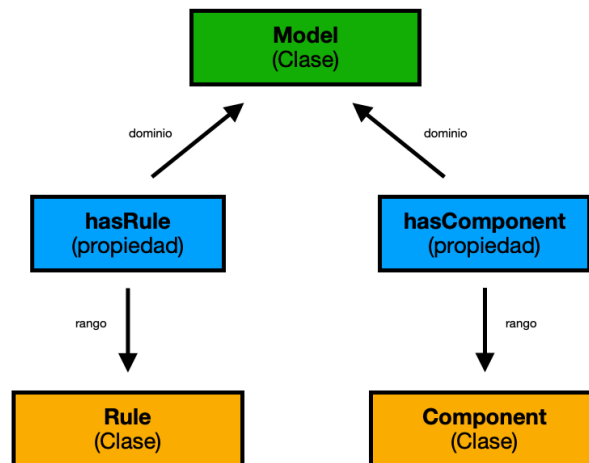 Model
(Clase)
dominio
dominio
hasRule
(propiedad)
hasComponent
(propiedad)
rango
rango
Rule
(Clase)
Component
(Clase)